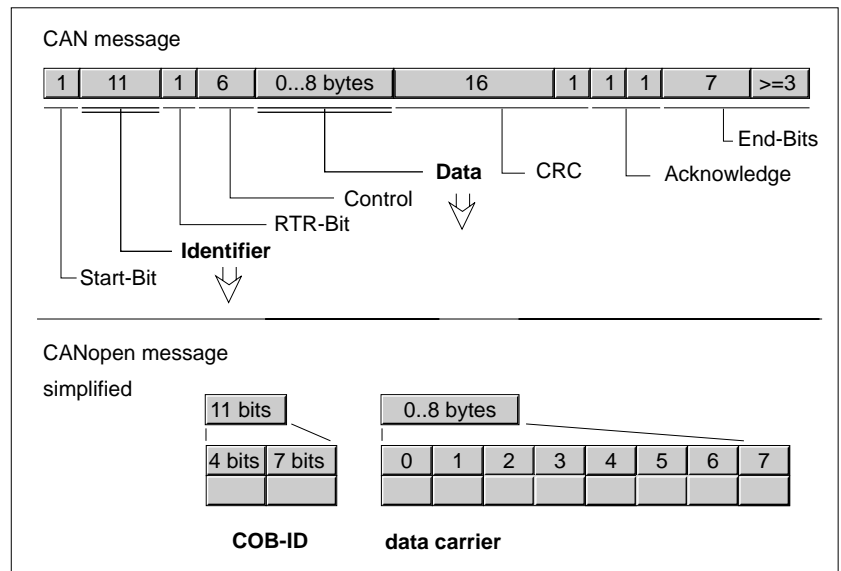 CAN message
1 11 1 6 0...8 bytes 16 1 1 1 7 >=3
End-Bits
Data CRC Acknowledge
Control
RTR-Bit
Identifier
Start-Bit
CANopen message
simplified
11 bits 0..8 bytes
4 bits 7 bits 0 1 2 3 4 5 6 7
COB-ID data carrier